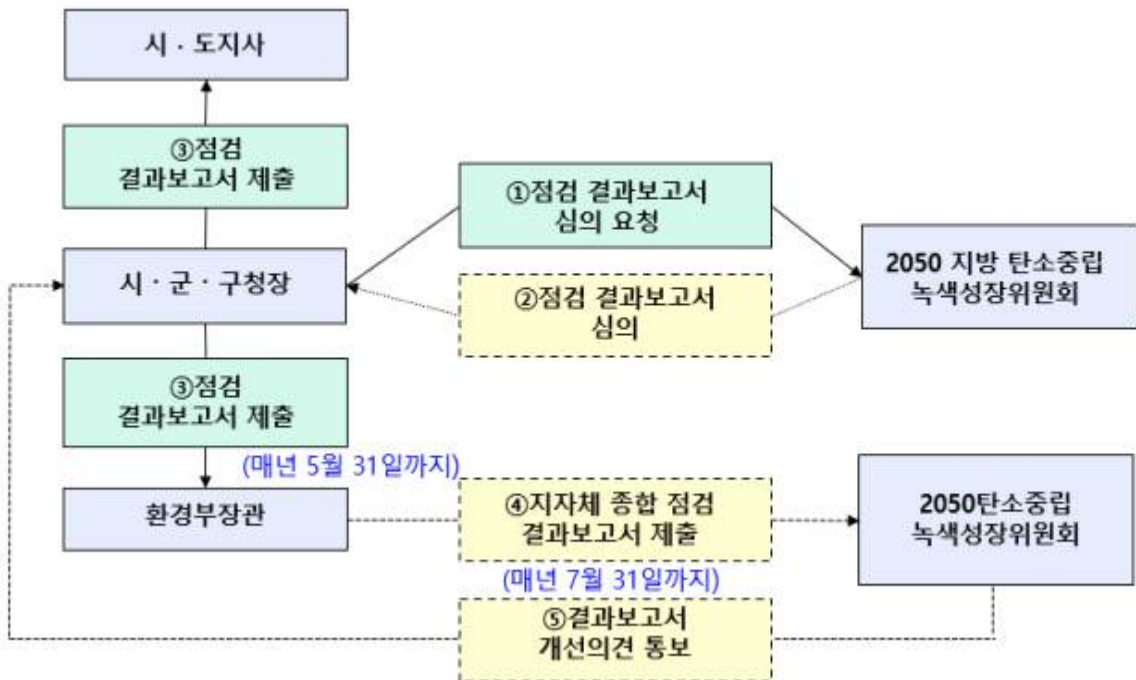 시 · 도지사
③점검
결과보고서 제출
①점검 결과보고서
심의 요청
시 · 군 · 구청장
2050 지방 탄소중립
녹색성장위원회
②점검 결과보고서
심의
③점검
결과보고서 제출
(매년 5월 31일까지)
환경부장관
④지자체 종합 점검
결과보고서 제출
2050탄소중립
녹색성장위원회
(매년 7월 31일까지)
⑤결과보고서
개선의견 통보